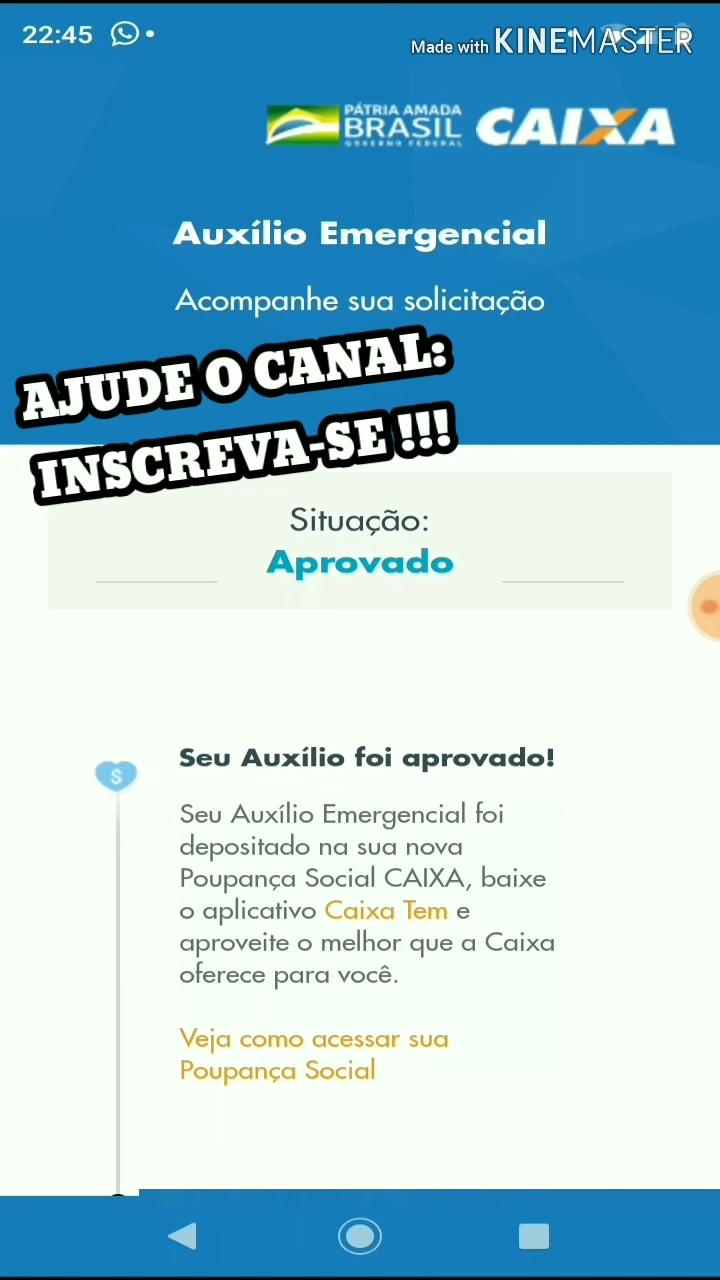 22:45
Made with KINEMASTER
PÁTRIA AMADA
BRASIL
GOVERNO FEDERAL
CAIXA
Auxílio Emergencial
Acompanhe sua solicitação
AJUDE O CANAL:
INSCREVA-SE !!!
Situação:
Aprovado
Seu Auxílio foi aprovado!
$
Seu Auxílio Emergencial foi
depositado na sua nova
Poupança Social CAIXA, baixe
o aplicativo Caixa Tem e
aproveite o melhor que a Caixa
oferece para você.
Veja como acessar sua
Poupança Social